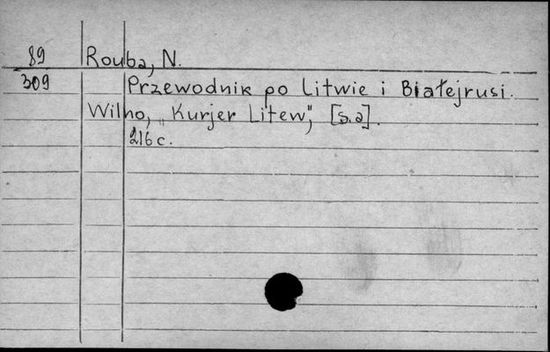 89 Rouba, N.
309 Przewodnik po Litwie i Białejrusi.
Wilno, „Kurjer Litew”, [s.a].
216 c.